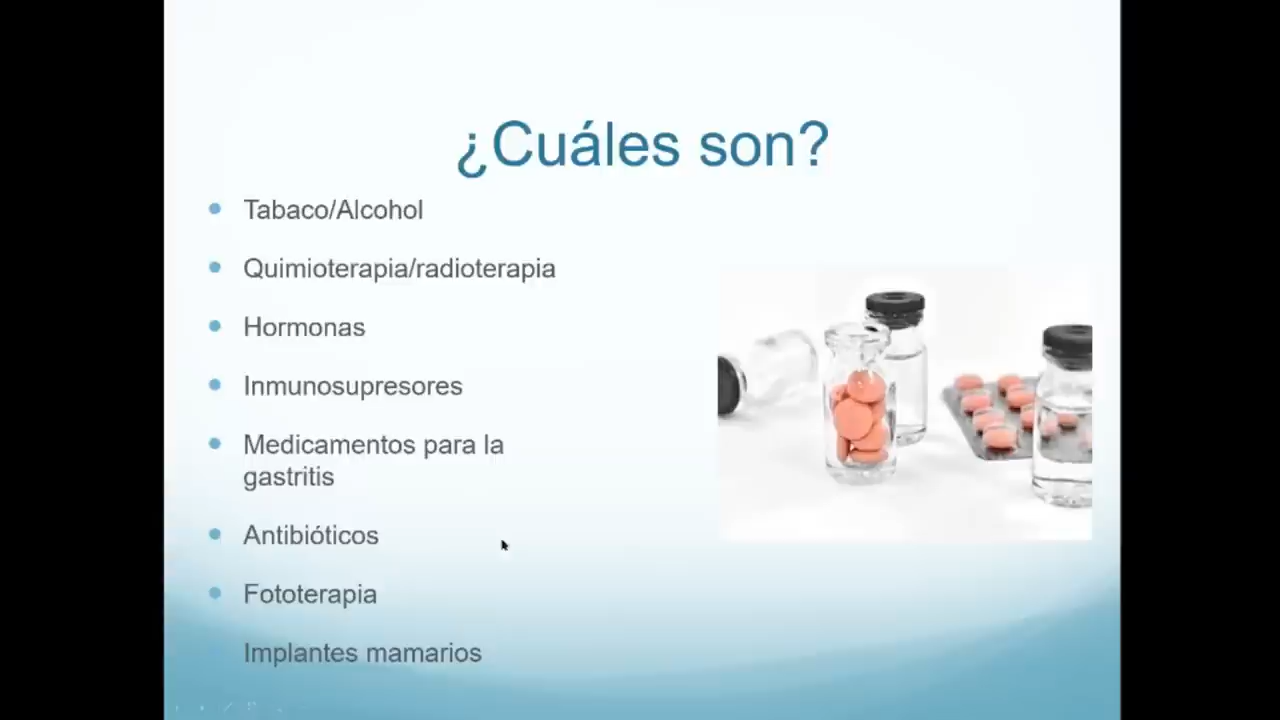 ¿Cuáles son?
Tabaco/Alcohol
Quimioterapia/radioterapia
Hormonas
Inmunosupresores
Medicamentos para la
gastritis
Antibióticos
Fototerapia
Implantes mamarios